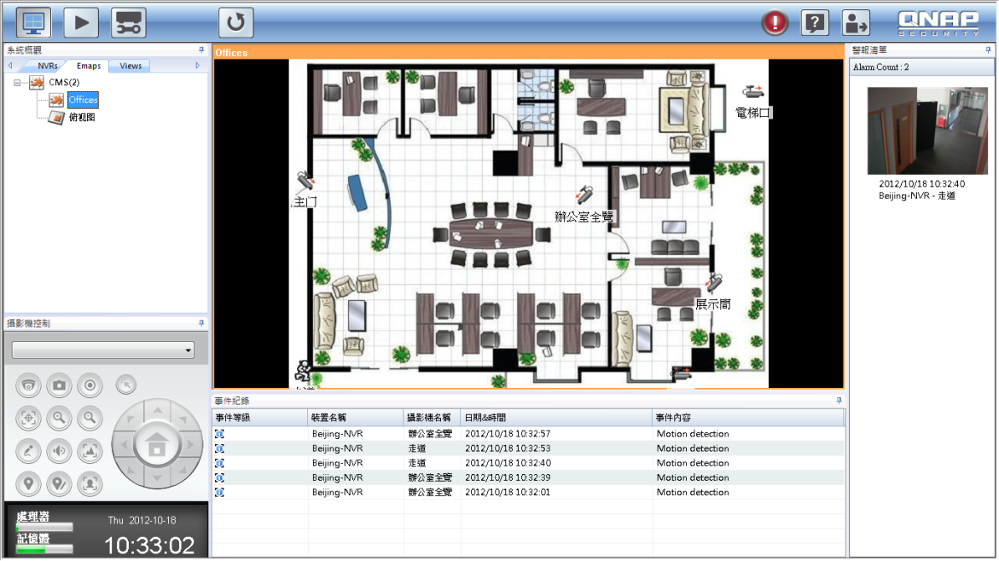 QNAP
SECURITY
系統概觀
NVRs Emaps Views
CMS(2)
Offices
俯视图
攝影機控制
處理器
記憶體
Thu 2012-10-18
10:33:02
Offices
電梯口
主门
辦公室全覽
展示間
事件紀錄
事件等級 裝置名稱 攝影機名稱 日期&時間 事件內容
Beijing-NVR 辦公室全覽 2012/10/18 10:32:57 Motion detection
Beijing-NVR 走道 2012/10/18 10:32:53 Motion detection
Beijing-NVR 走道 2012/10/18 10:32:40 Motion detection
Beijing-NVR 辦公室全覽 2012/10/18 10:32:39 Motion detection
Beijing-NVR 辦公室全覽 2012/10/18 10:32:01 Motion detection
警報清單
Alarm Count : 2
2012/10/18 10:32:40
Beijing-NVR - 走道